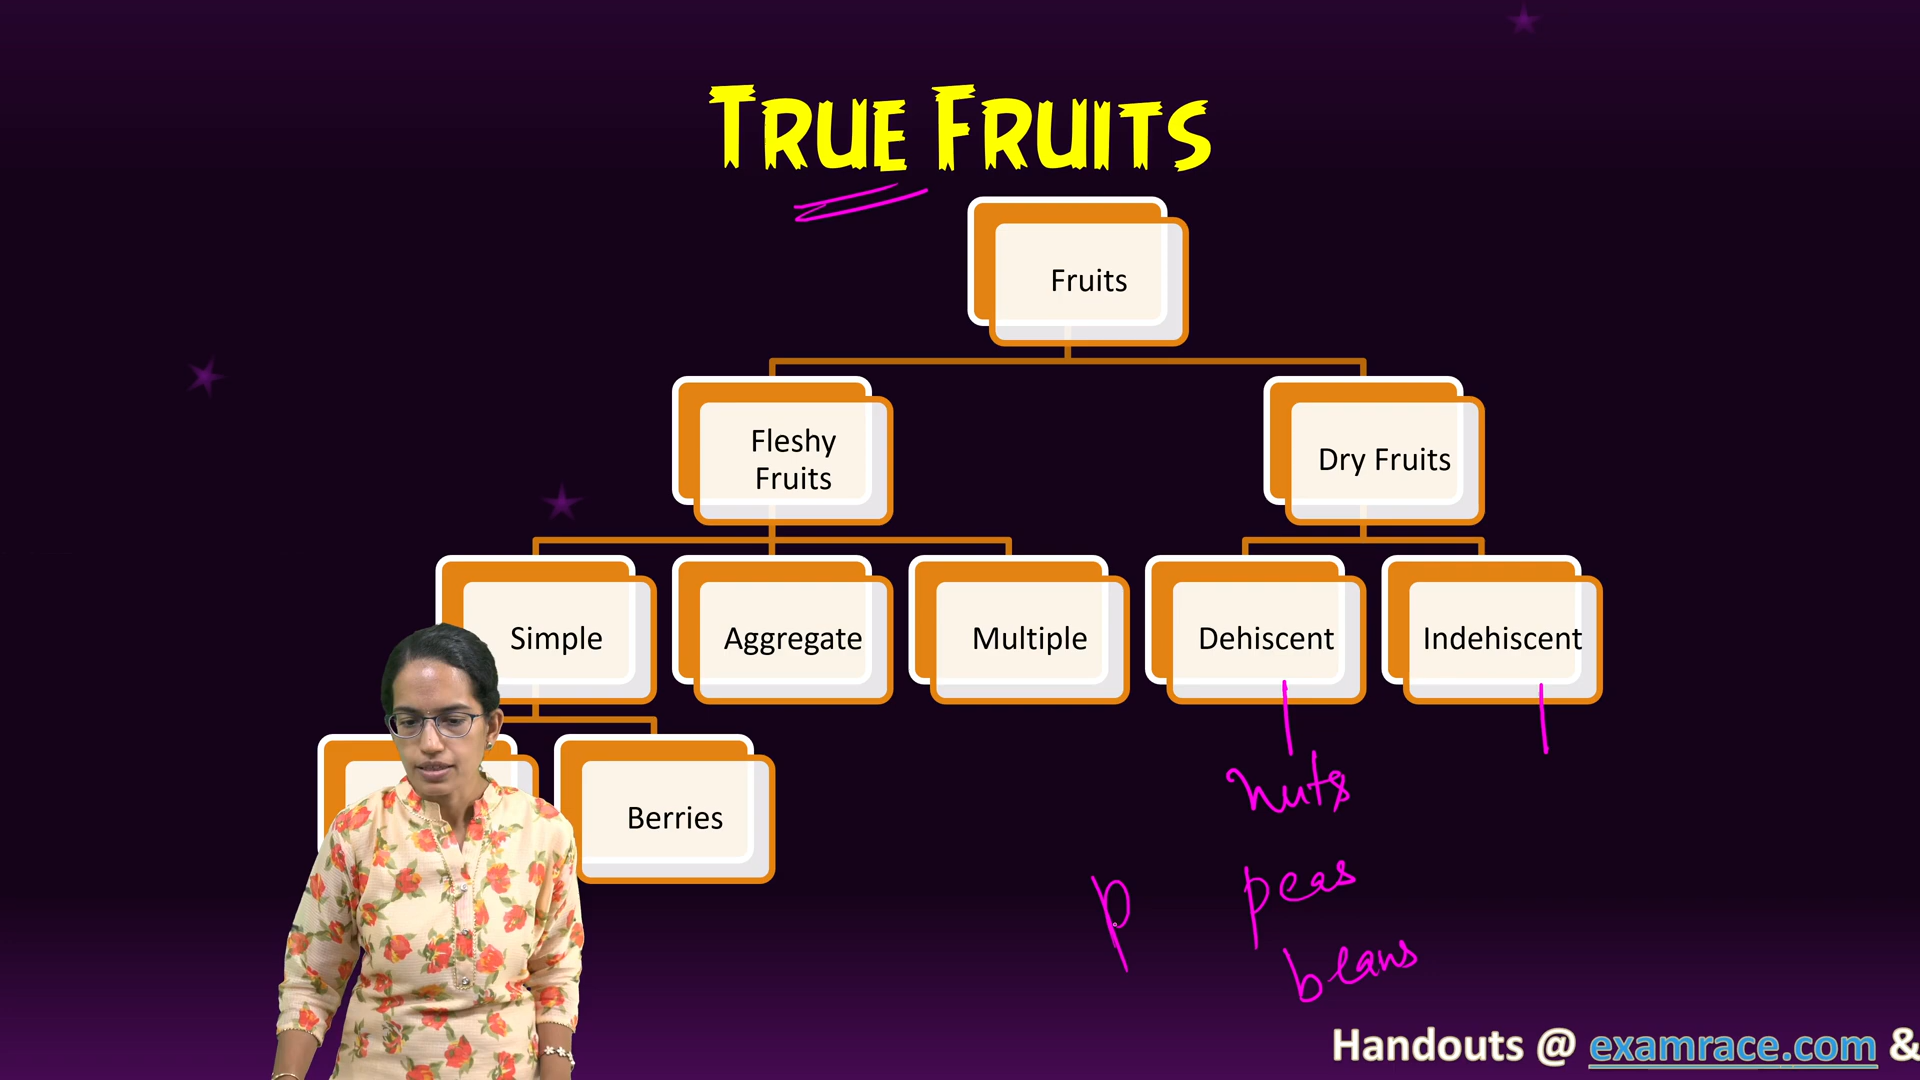 TRUE FRUITS
Fruits
Fleshy
Fruits
Dry Fruits
Simple
Aggregate
Multiple
Dehiscent
Indehiscent
Berries
nuts
peas
p
beans
Handouts @ examrace.com &